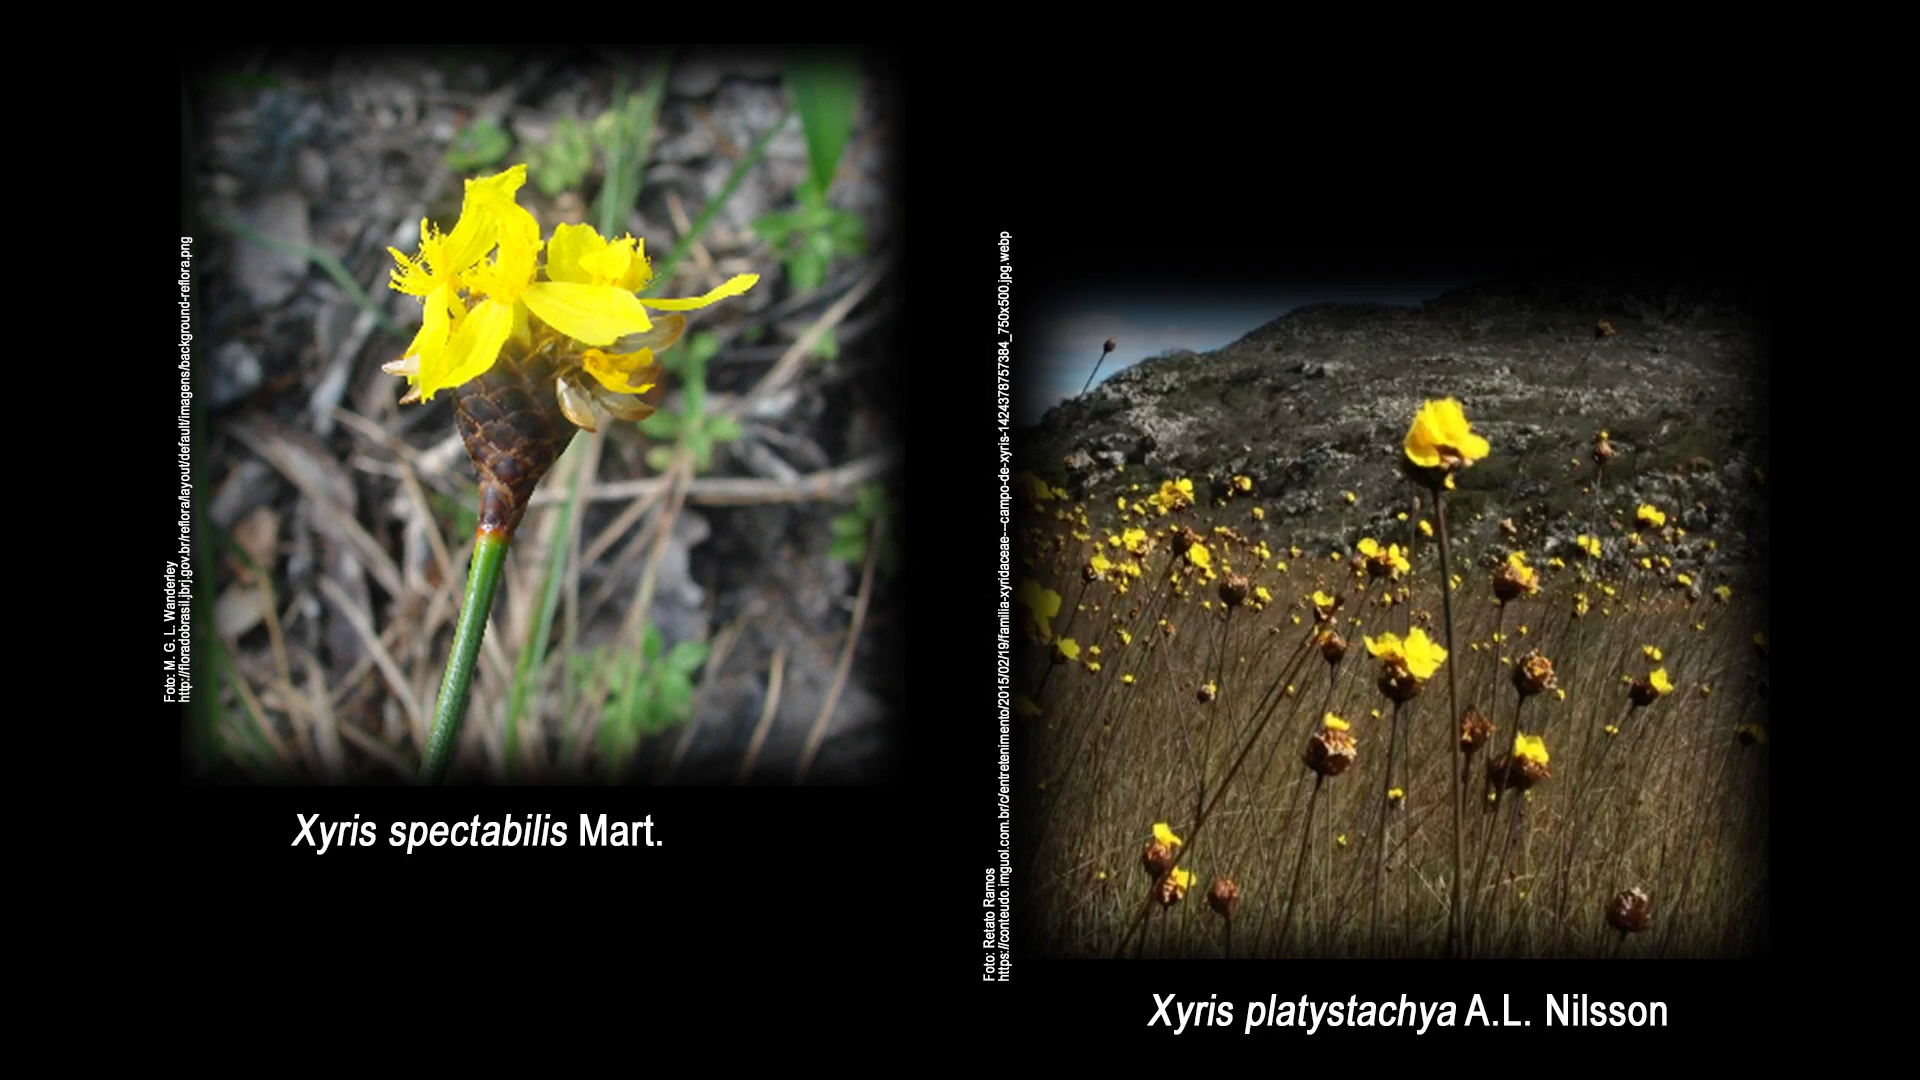 Foto: M. G. L. Wanderley
http://floradobrasil.jbrj.gov.br/reflora/layout/default/imagens/background-reflora.png
Xyris spectabilis Mart.
Foto: Retato Ramos
https://conteudo.imguol.com.br/c/entretenimento/2015/02/19/familia-xyridaceae---campo-de-xyris-1424378757384_750x500.jpg.webp
Xyris platystachya A.L. Nilsson